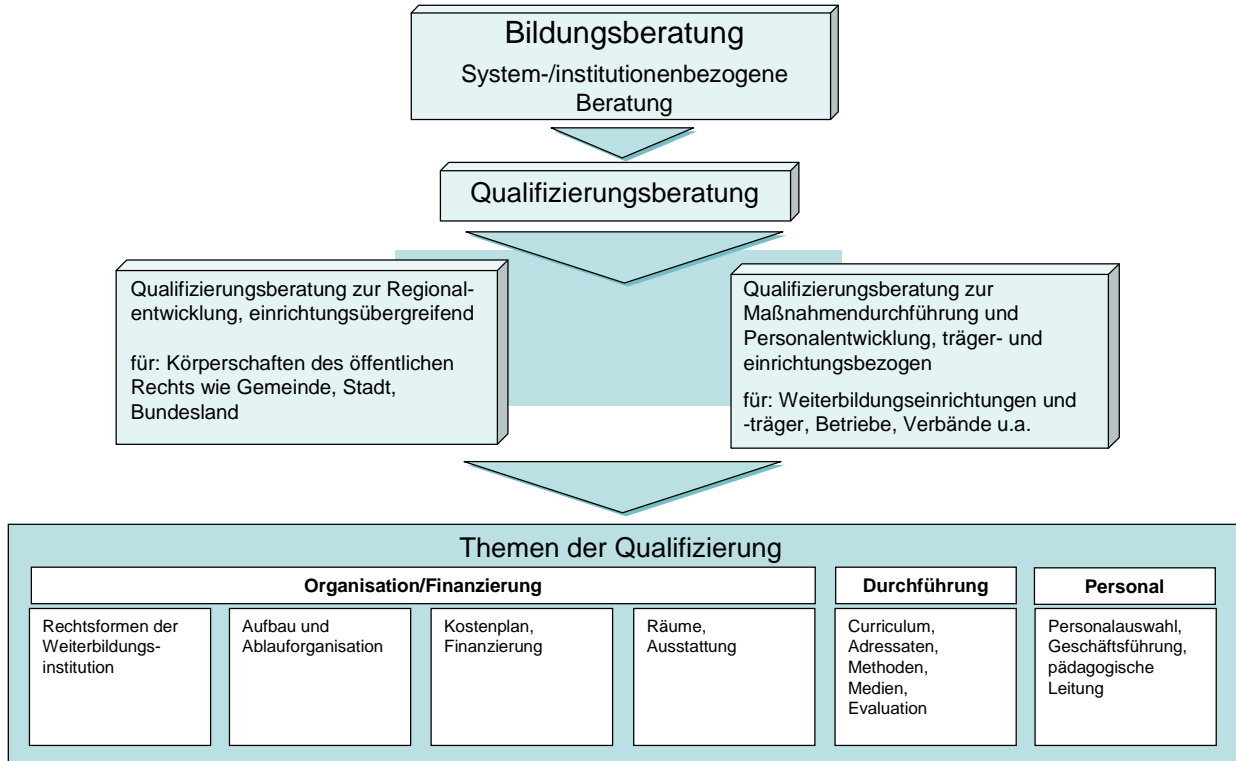 Bildungsberatung
System-/institutionenbezogene
Beratung
Qualifizierungsberatung
Qualifizierungsberatung zur Regional-
entwicklung, einrichtungsübergreifend
für: Körperschaften des öffentlichen
Rechts wie Gemeinde, Stadt,
Bundesland
Qualifizierungsberatung zur
Maßnahmendurchführung und
Personalentwicklung, träger- und
einrichtungsbezogen
für: Weiterbildungseinrichtungen und
-träger, Betriebe, Verbände u.a.
Themen der Qualifizierung
Organisation/Finanzierung
Rechtsformen der
Weiterbildungs-
institution
Aufbau und
Ablauforganisation
Kostenplan,
Finanzierung
Räume,
Ausstattung
Durchführung
Curriculum,
Adressaten,
Methoden,
Medien,
Evaluation
Personal
Personalauswahl,
Geschäftsführung,
pädagogische
Leitung